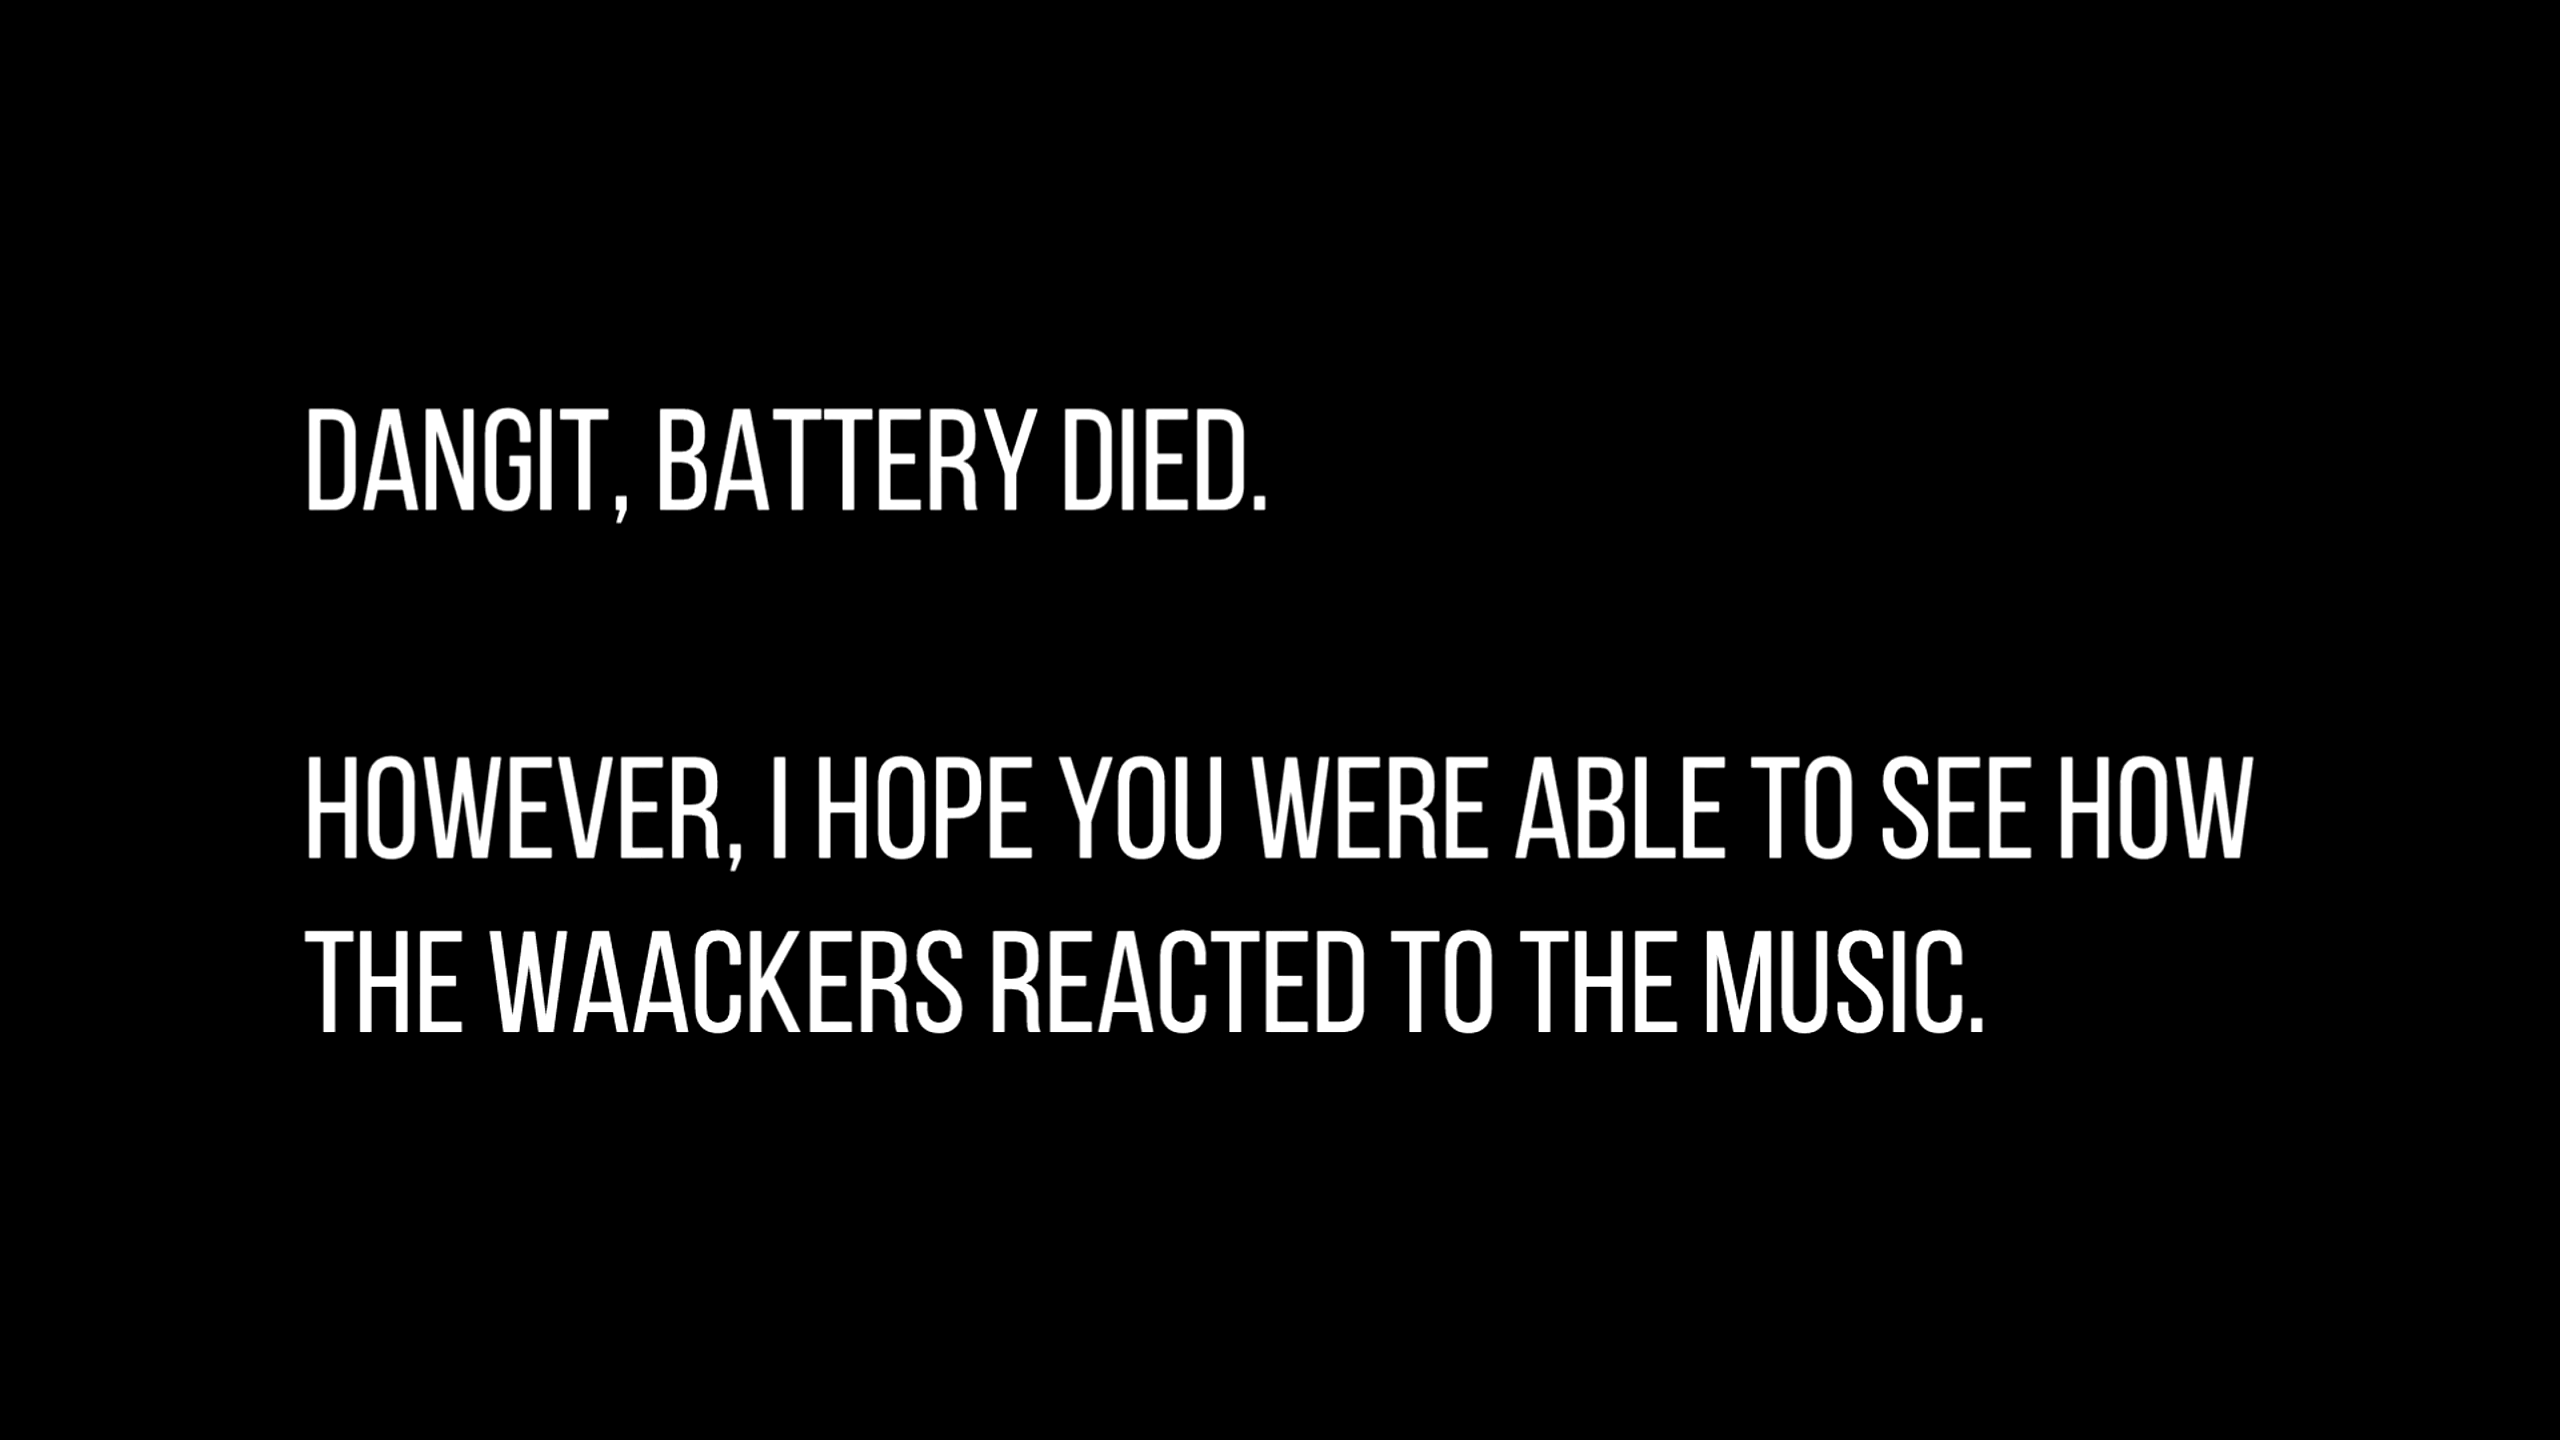 DANGIT, BATTERY DIED.
HOWEVER, I HOPE YOU WERE ABLE TO SEE HOW
THE WAACKERS REACTED TO THE MUSIC.